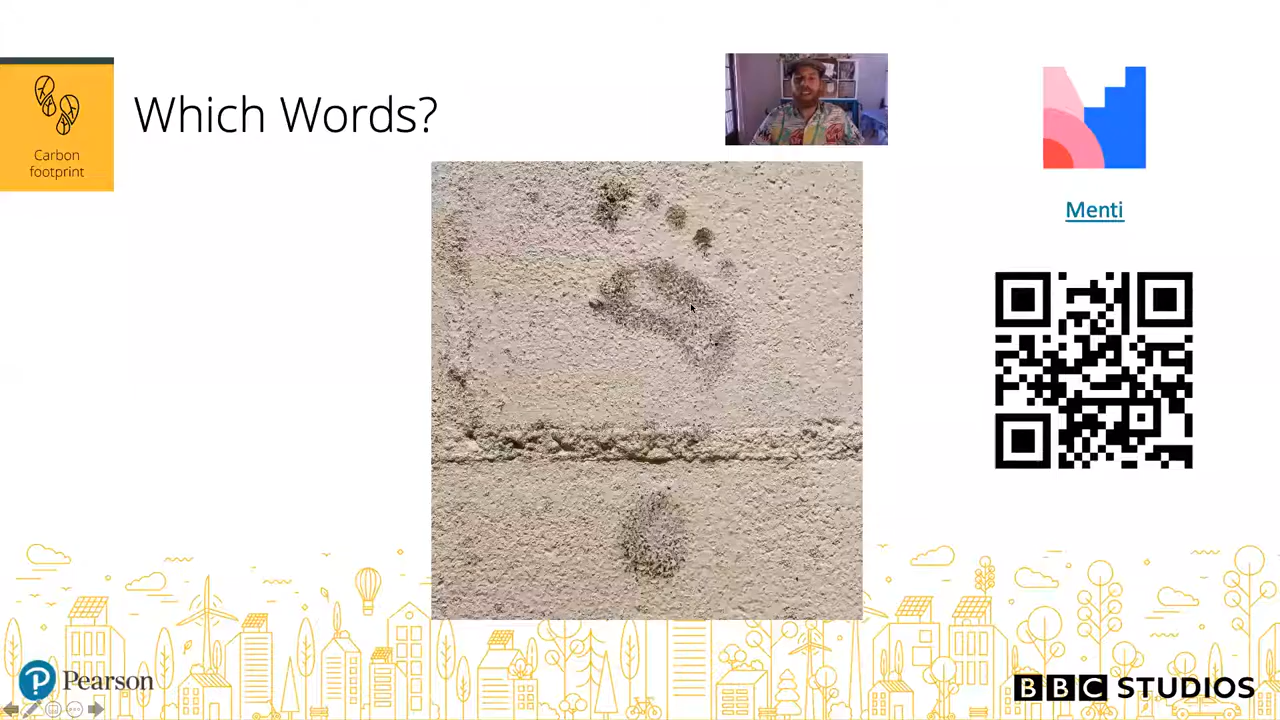 Which Words?
Carbon
footprint
Menti
Pearson
BBC STUDIOS